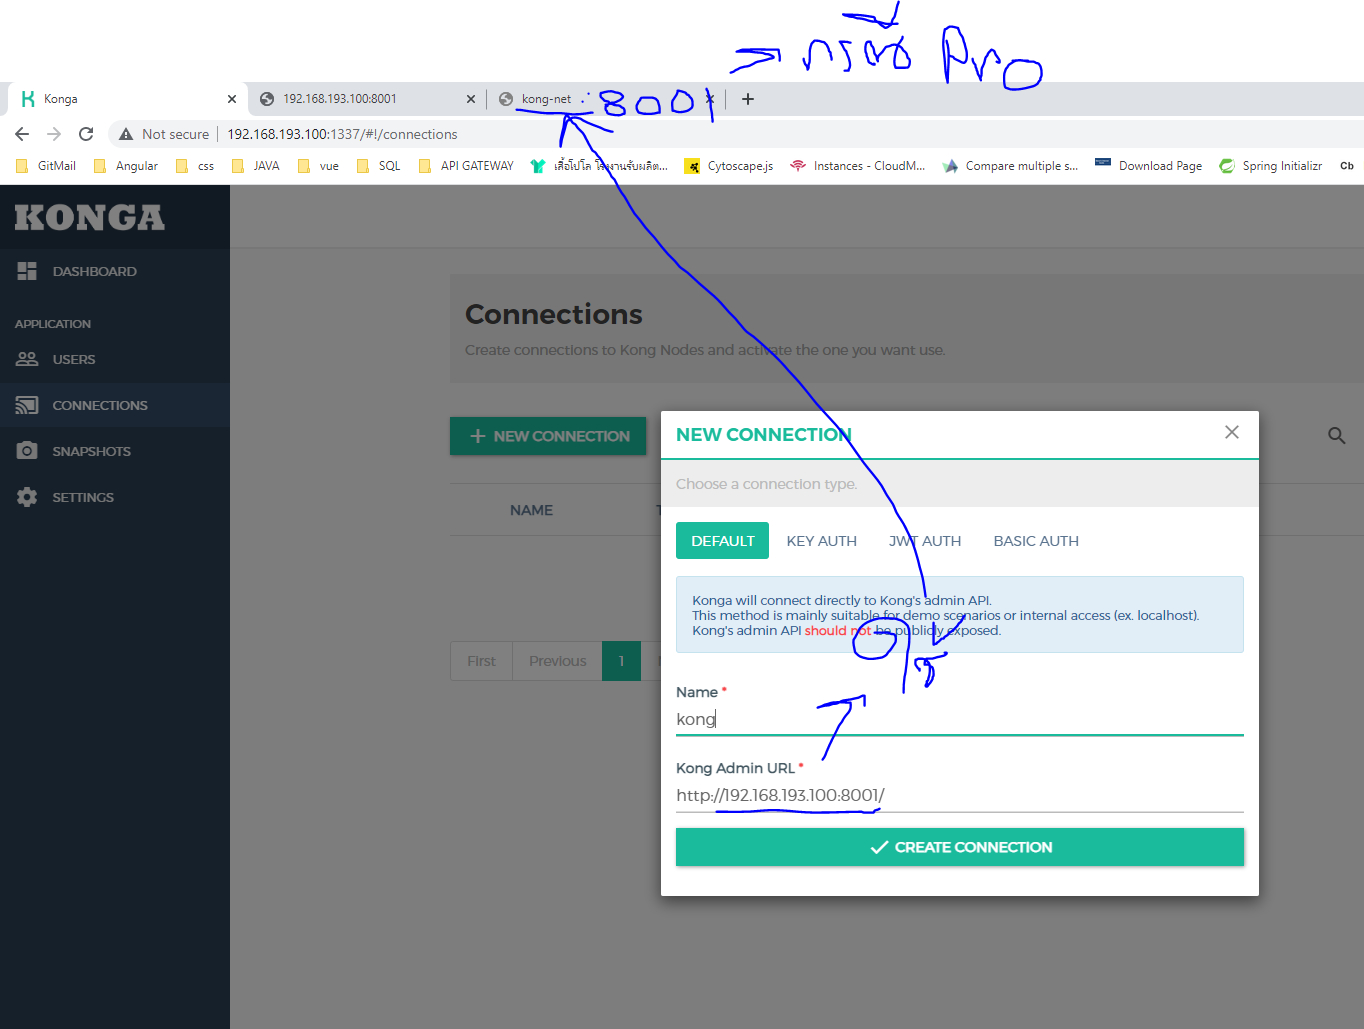 → กรณี Pro
Konga
192.168.193.100:8001
kong-net :8001
Not secure
192.168.193.100:1337/#!/connections
GitMail
Angular
css
JAVA
vue
SQL
API GATEWAY
เสื้อโปโล โรงงานรับผลิต...
Cytoscape.js
Instances - CloudM...
Compare multiple s...
Download Page
Spring Initializr
Cb
KONGA
DASHBOARD
APPLICATION
USERS
CONNECTIONS
SNAPSHOTS
SETTINGS
Connections
Create connections to Kong Nodes and activate the one you want use.
NEW CONNECTION
NAME
First
Previous
1
NEW CONNECTION
Choose a connection type.
DEFAULT
KEY AUTH
JWT AUTH
BASIC AUTH
Konga will connect directly to Kong's admin API.
This method is mainly suitable for demo scenarios or internal access (ex. localhost).
Kong's admin API should not be publicly exposed.
Name *
kong
Kong Admin URL *
http://192.168.193.100:8001/
CREATE CONNECTION